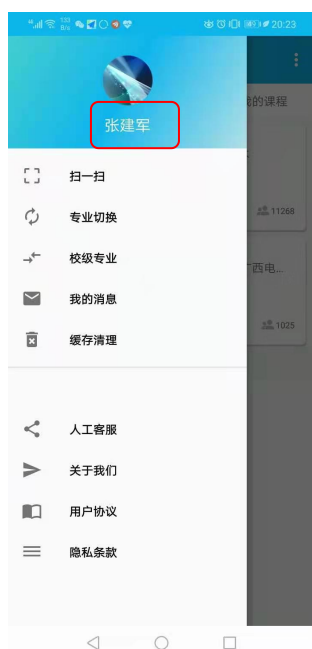 133
B/s
20:23
张建军
的课程
扫一扫
专业切换
11268
校级专业
西电...
我的消息
1025
缓存清理
人工客服
关于我们
用户协议
隐私条款